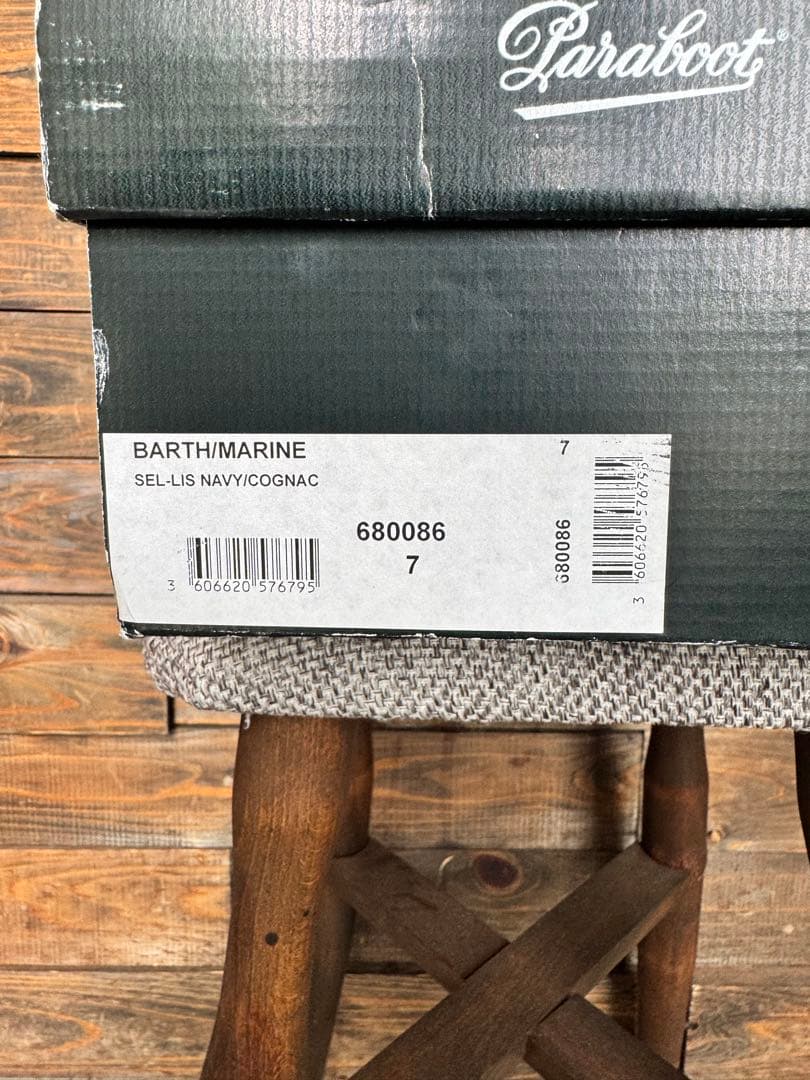 Paraboot
BARTH/MARINE 7
SEL-LIS NAVY/COGNAC
680086
7
3 606620 576795
680086
3 606620 576795